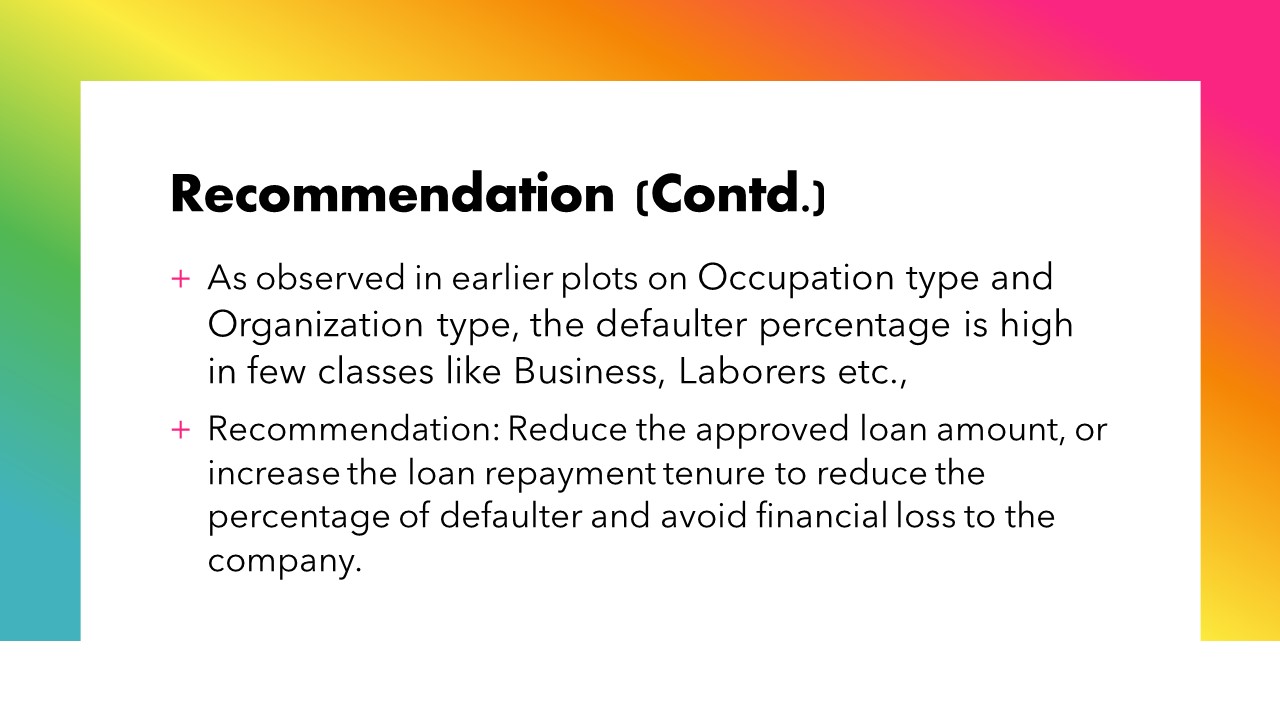 Recommendation (Contd.)
+ As observed in earlier plots on Occupation type and
Organization type, the defaulter percentage is high
in few classes like Business, Laborers etc.,
+ Recommendation: Reduce the approved loan amount, or
increase the loan repayment tenure to reduce the
percentage of defaulter and avoid financial loss to the
company.